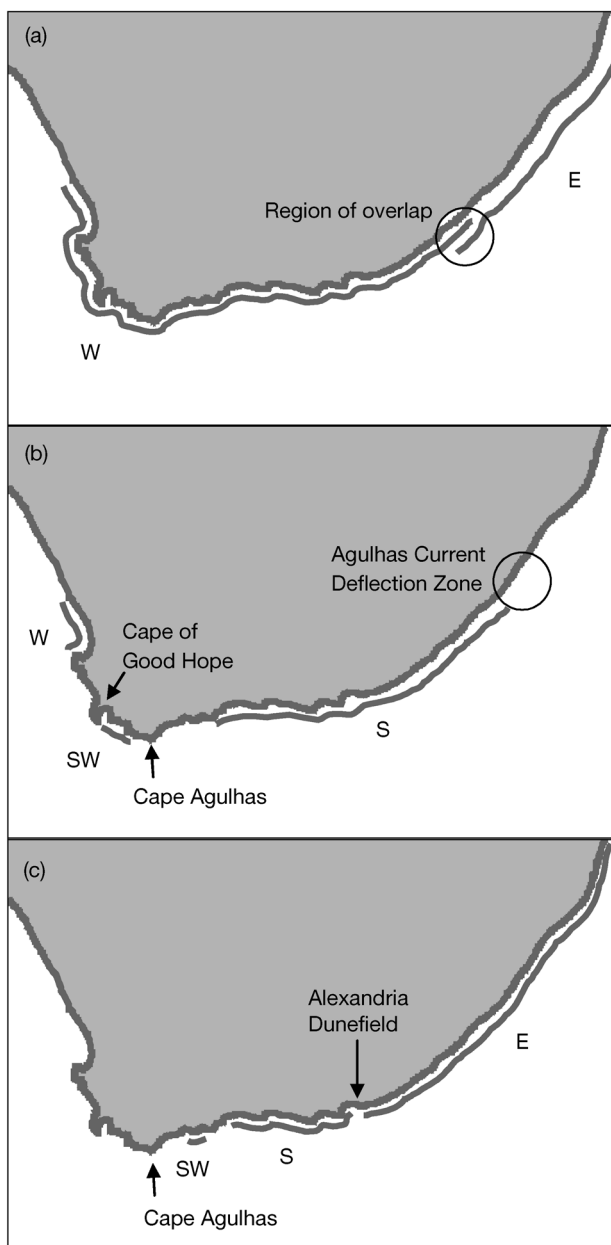 (a)
E
Region of overlap
W
(b)
Agulhas Current
Deflection Zone
W
Cape of
Good Hope
S
SW
Cape Agulhas
(c)
Alexandria
Dunefield
E
S
SW
Cape Agulhas